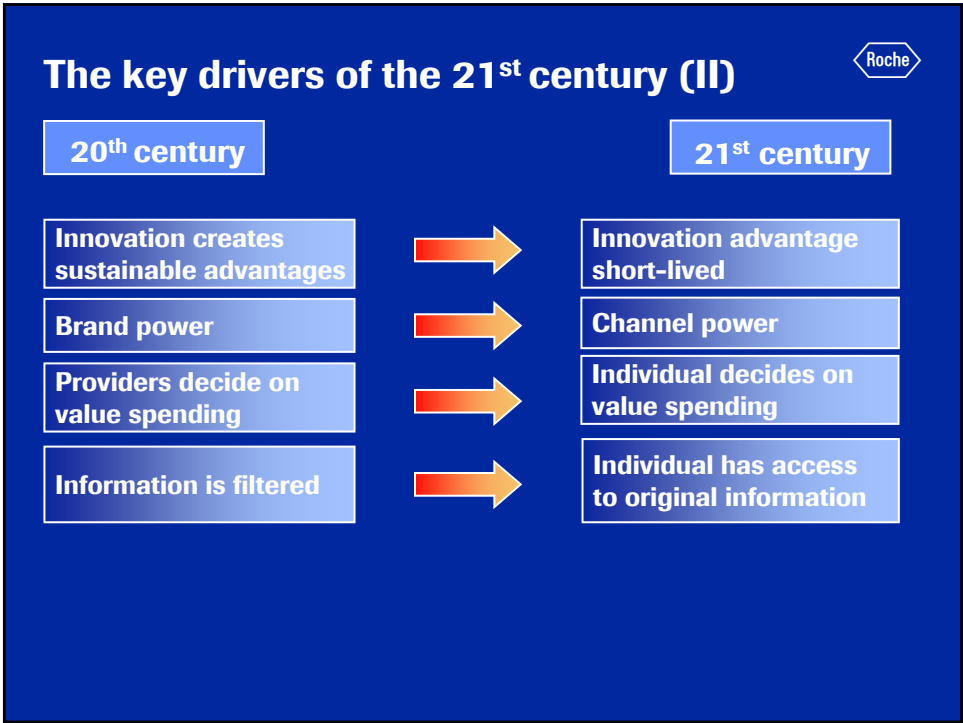 The key drivers of the 21st century (II)
Roche
20th century
21st century
Innovation creates
sustainable advantages
Innovation advantage
short-lived
Brand power
Channel power
Providers decide on
value spending
Individual decides on
value spending
Information is filtered
Individual has access
to original information